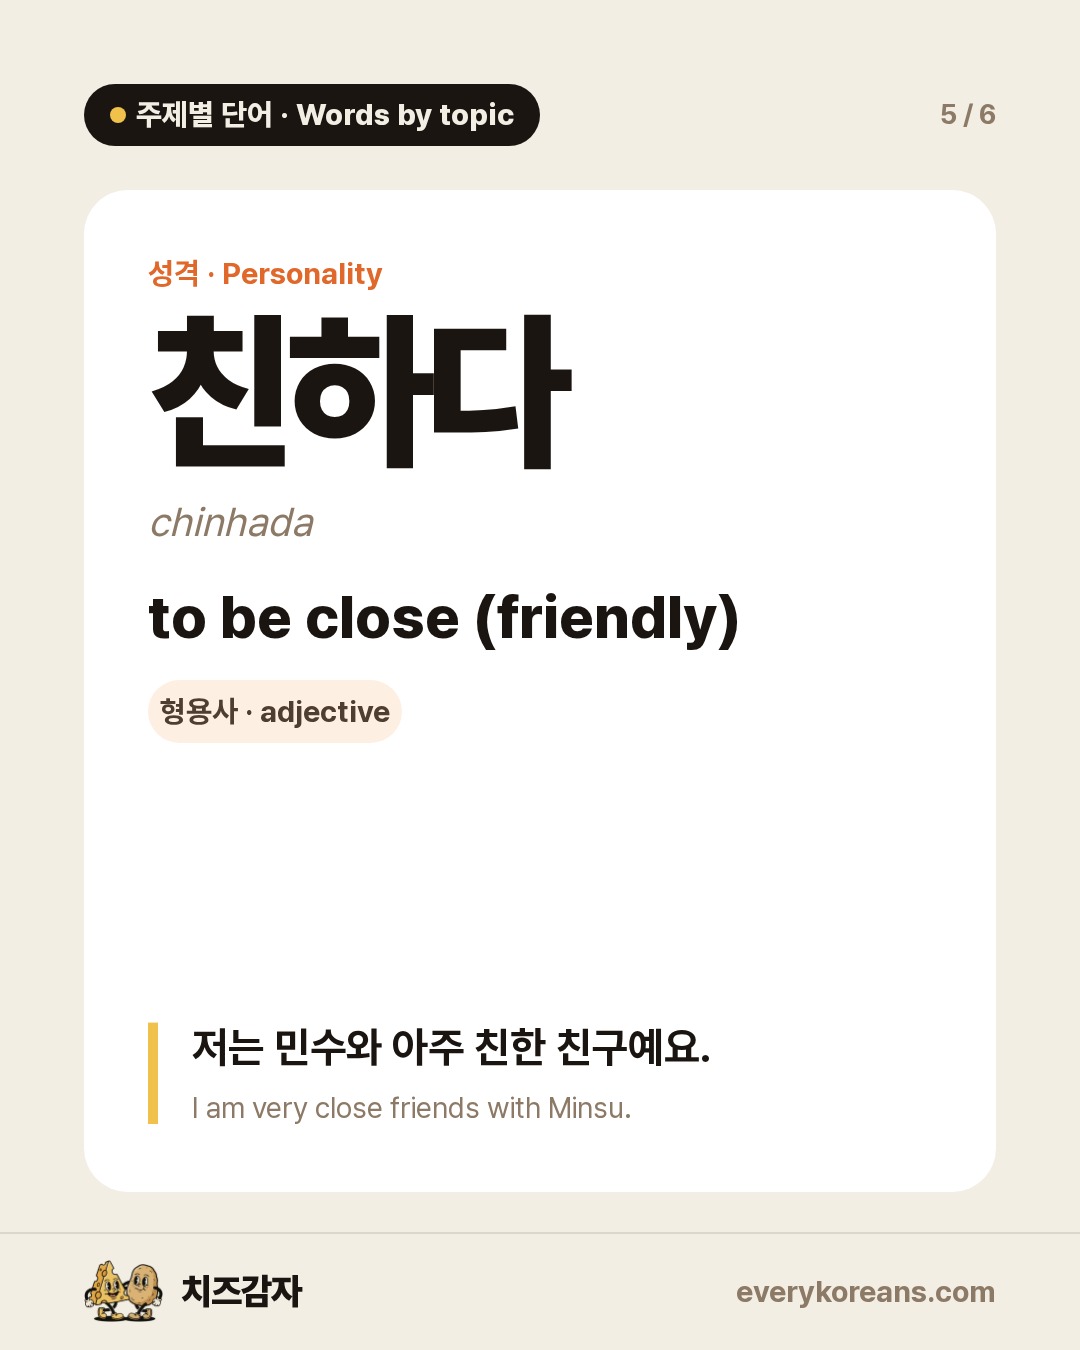 주제별 단어 · Words by topic
5 / 6
성격 · Personality
친하다
chinhada
to be close (friendly)
형용사 · adjective
저는 민수와 아주 친한 친구예요.
I am very close friends with Minsu.
치즈감자
everykoreans.com